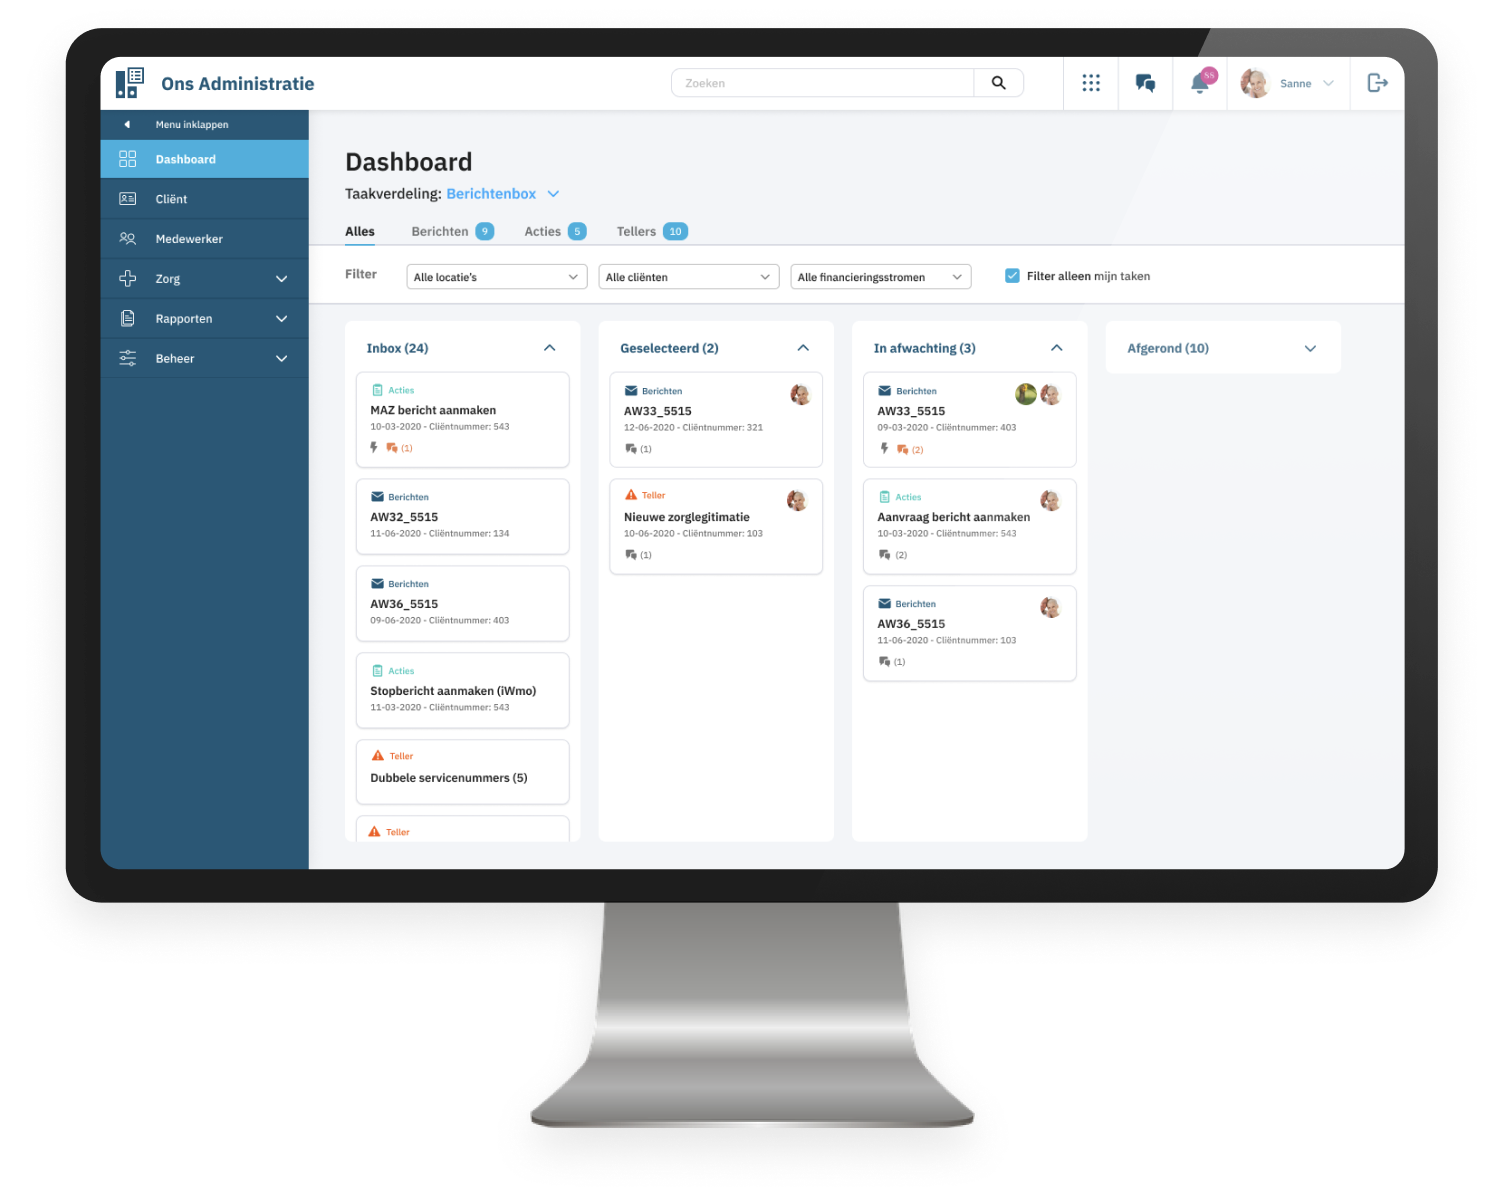 Ons Administratie
Zoeken
55
Sanne
Menu inklappen
Dashboard
Cliënt
Medewerker
Zorg
Rapporten
Beheer
Dashboard
Taakverdeling: Berichtenbox
Alles
Berichten 9
Acties 5
Tellers 10
Filter
Alle locatie's
Alle cliënten
Alle financieringsstromen
Filter alleen mijn taken
Inbox (24)
Acties
MAZ bericht aanmaken
10-03-2020 - Cliëntnummer: 543
(1)
Berichten
AW32_5515
11-06-2020 - Cliëntnummer: 134
Berichten
AW36_5515
09-06-2020 - Cliëntnummer: 403
Acties
Stopbericht aanmaken (iWmo)
11-03-2020 - Cliëntnummer: 543
Teller
Dubbele servicenummers (5)
Teller
Geselecteerd (2)
Berichten
AW33_5515
12-06-2020 - Cliëntnummer: 321
(1)
Teller
Nieuwe zorglegitimatie
10-06-2020 - Cliëntnummer: 103
(1)
In afwachting (3)
Berichten
AW33_5515
09-03-2020 - Cliëntnummer: 403
(2)
Acties
Aanvraag bericht aanmaken
10-03-2020 - Cliëntnummer: 543
(2)
Berichten
AW36_5515
11-06-2020 - Cliëntnummer: 103
(1)
Afgerond (10)